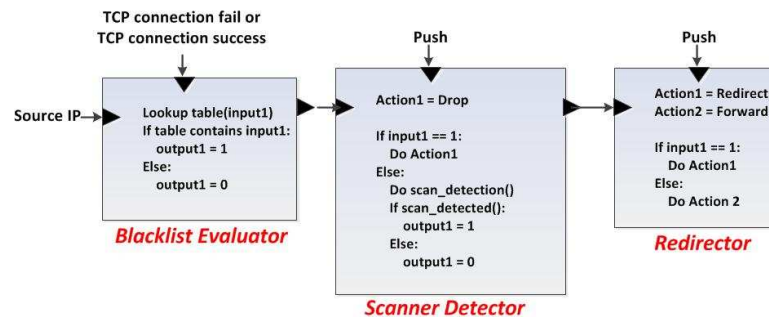 TCP connection fail or
TCP connection success
Source IP
Lookup table(input1)
If table contains input1:
output1 = 1
Else:
output1 = 0
Blacklist Evaluator
Push
Action1 = Drop
If input1 == 1:
Do Action1
Else:
Do scan_detection()
If scan_detected():
output1 = 1
Else:
output1 = 0
Scanner Detector
Push
Action1 = Redirect
Action2 = Forward
If input1 == 1:
Do Action1
Else:
Do Action 2
Redirector